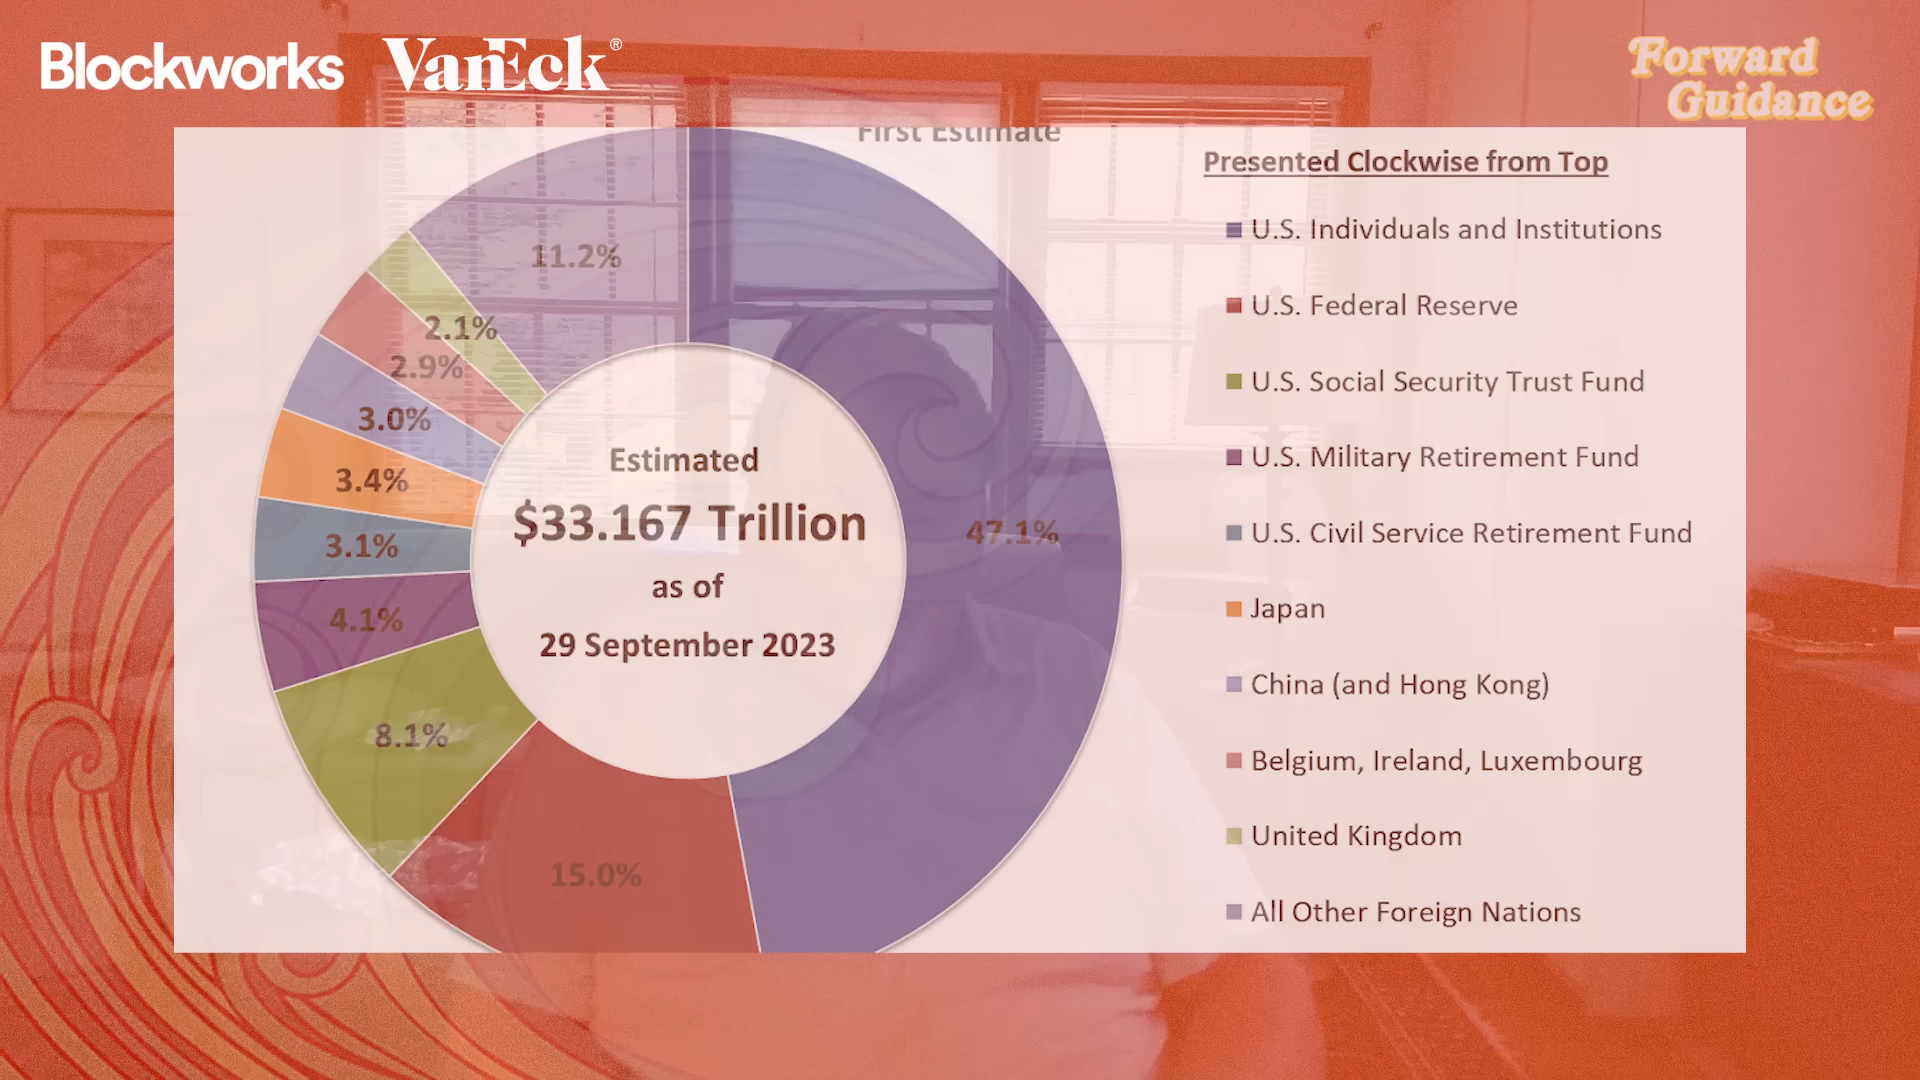 Blockworks VanEck®
Forward
Guidance
First Estimate
Presented Clockwise from Top
U.S. Individuals and Institutions
U.S. Federal Reserve
U.S. Social Security Trust Fund
U.S. Military Retirement Fund
U.S. Civil Service Retirement Fund
Japan
China (and Hong Kong)
Belgium, Ireland, Luxembourg
United Kingdom
All Other Foreign Nations
11.2%
2.1%
2.9%
3.0%
3.4%
3.1%
4.1%
8.1%
15.0%
47.1%
Estimated
$33.167 Trillion
as of
29 September 2023